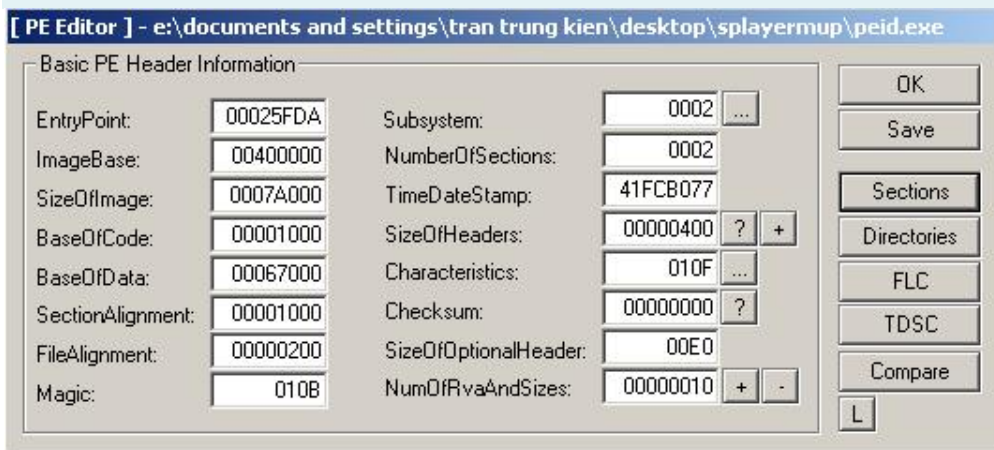 [ PE Editor ] - e:\documents and settings\tran trung kien\desktop\splayermup\peid.exe
Basic PE Header Information
EntryPoint: 00025FDA
ImageBase: 00400000
SizeOfImage: 0007A000
BaseOfCode: 00001000
BaseOfData: 00067000
SectionAlignment: 00001000
FileAlignment: 00000200
Magic: 010B
Subsystem: 0002 ...
NumberOfSections: 0002
TimeDateStamp: 41FCB077
SizeOfHeaders: 00000400 ? +
Characteristics: 010F ...
Checksum: 00000000 ?
SizeOfOptionalHeader: 00E0
NumOfRvaAndSizes: 00000010 + -
OK
Save
Sections
Directories
FLC
TDSC
Compare
L